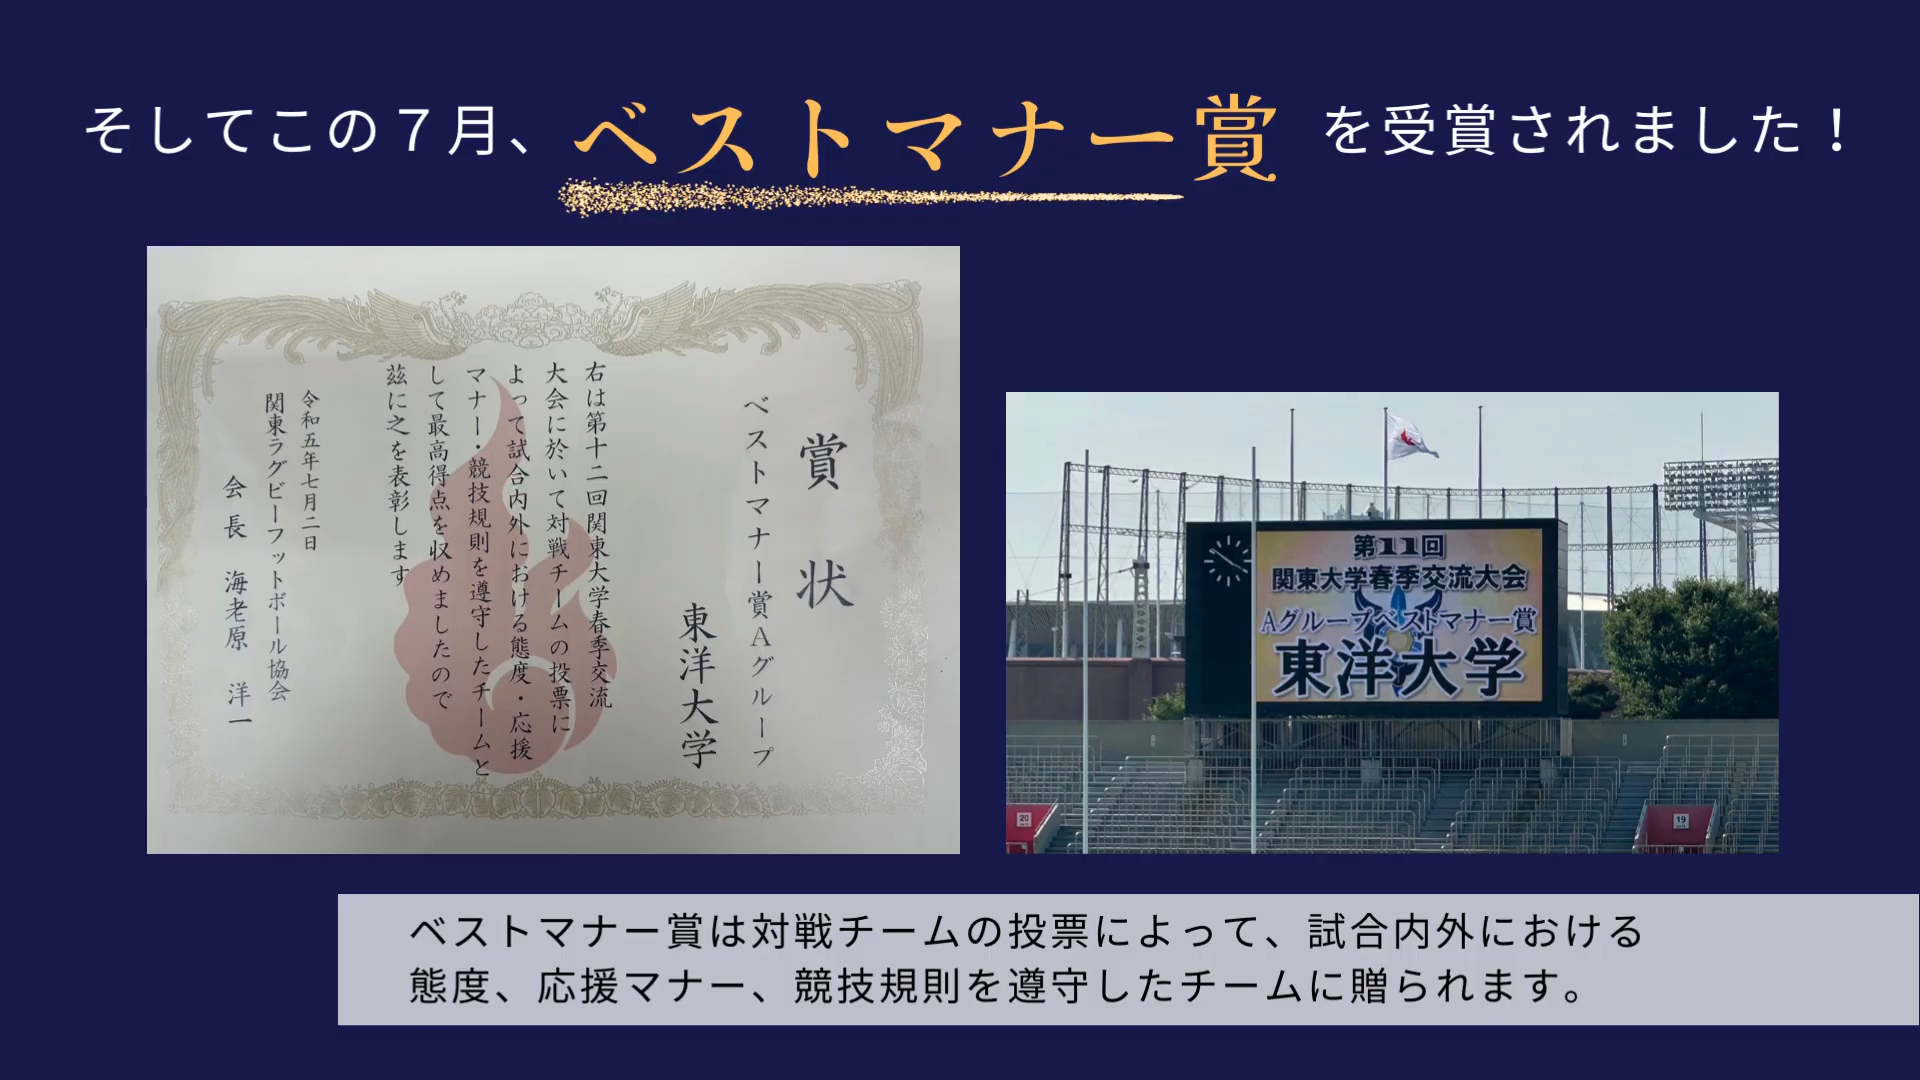 そしてこの７月、ベストマナー賞 を受賞されました！
賞状
ベストマナー賞Ａグループ
東洋大学
右は第十二回関東大学春季交流
大会に於いて対戦チームの投票に
よって試合内外における態度・応援
マナー・競技規則を遵守したチームと
して最高得点を収めましたので
茲に之を表彰します
令和五年七月二日
関東ラグビーフットボール協会
会長 海老原 洋一
第11回
関東大学春季交流大会
Aグループベストマナー賞
東洋大学
20
19
ベストマナー賞は対戦チームの投票によって、試合内外における
態度、応援マナー、競技規則を遵守したチームに贈られます。